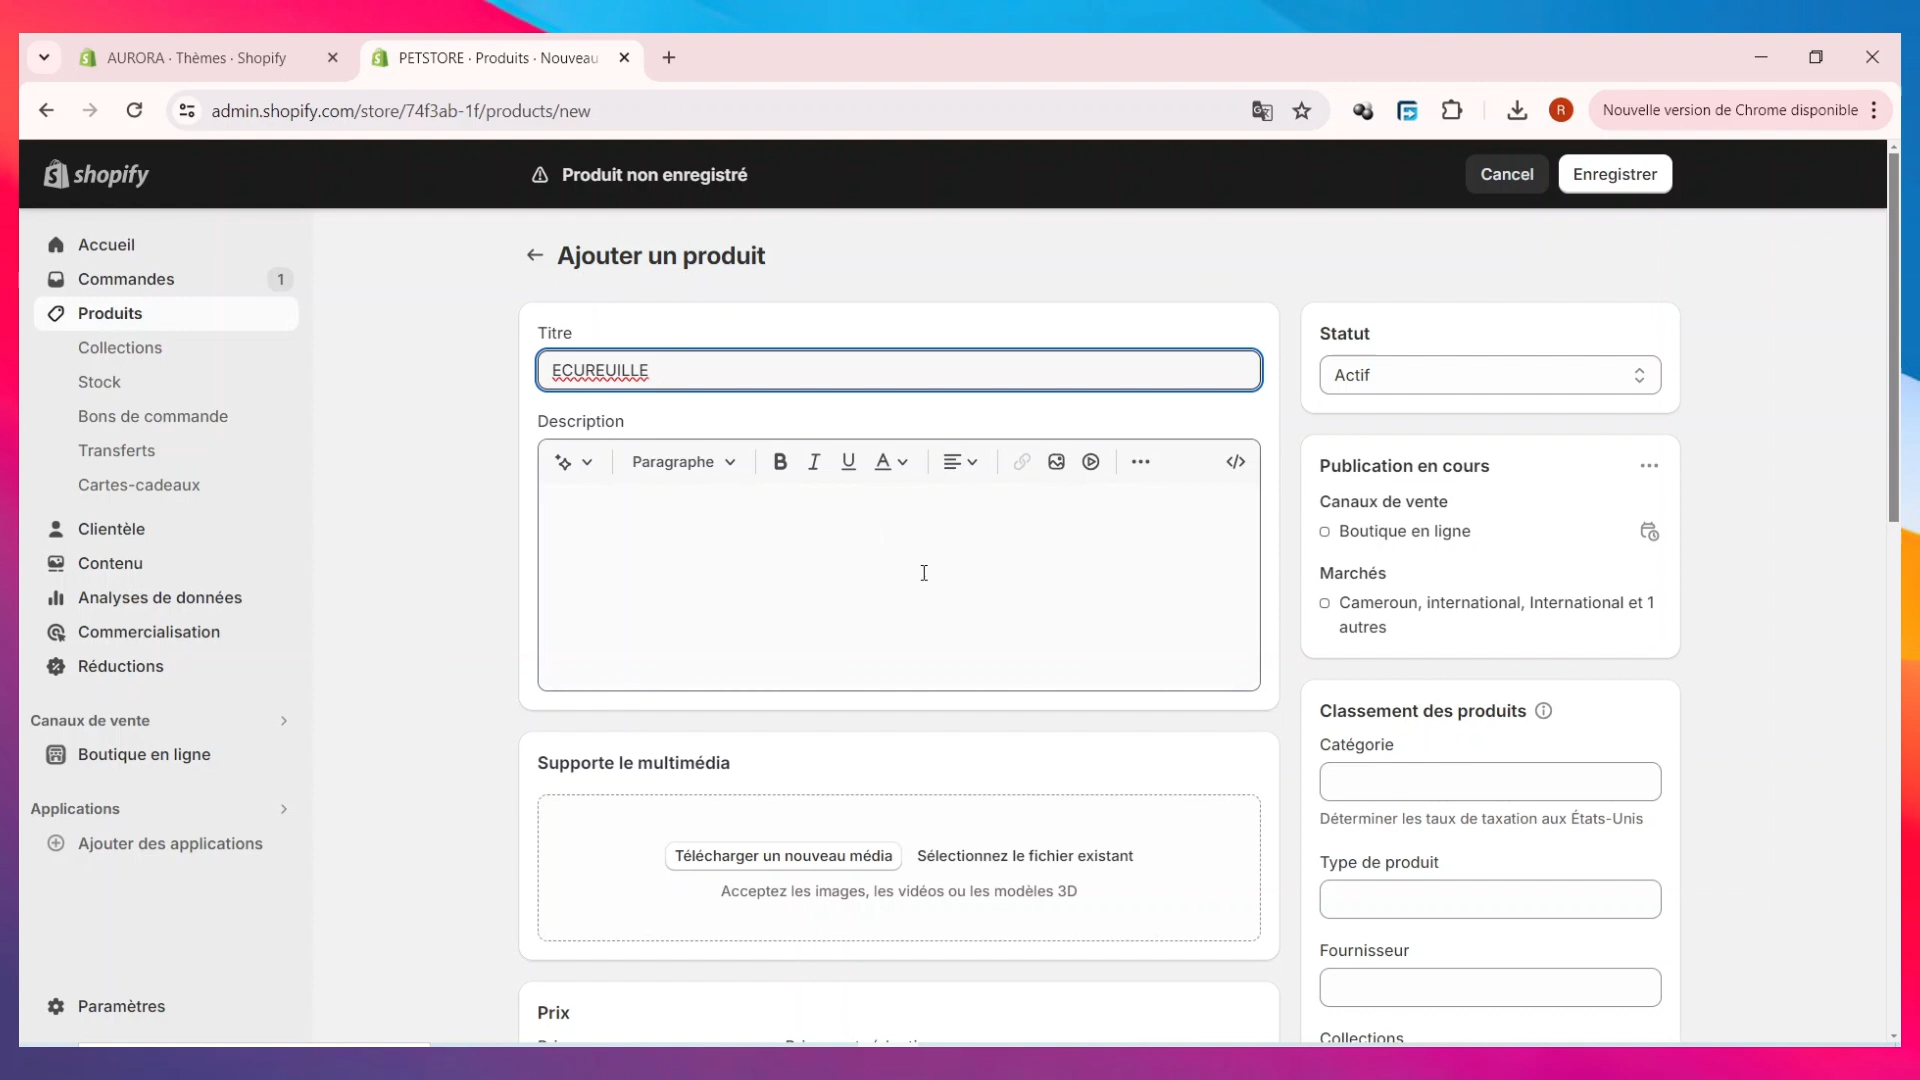 AURORA · Thèmes · Shopify
PETSTORE · Produits · Nouveau
admin.shopify.com/store/74f3ab-1f/products/new
R
Nouvelle version de Chrome disponible
shopify
Produit non enregistré
Cancel
Enregistrer
Accueil
Commandes
1
Produits
Collections
Stock
Bons de commande
Transferts
Cartes-cadeaux
Clientèle
Contenu
Analyses de données
Commercialisation
Réductions
Canaux de vente
Boutique en ligne
Applications
Ajouter des applications
Paramètres
Ajouter un produit
Titre
ECUREUILLE
Description
Paragraphe
B I U A
Supporte le multimédia
Télécharger un nouveau média
Sélectionnez le fichier existant
Acceptez les images, les vidéos ou les modèles 3D
Prix
Statut
Actif
Publication en cours
Canaux de vente
Boutique en ligne
Marchés
Cameroun, international, International et 1
autres
Classement des produits
Catégorie
Déterminer les taux de taxation aux États-Unis
Type de produit
Fournisseur
Collections